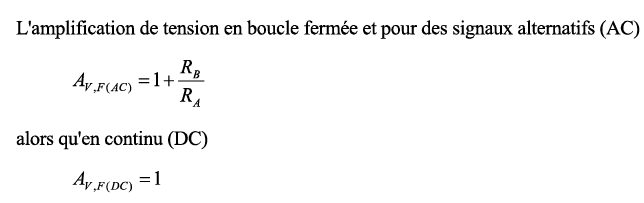 L'amplification de tension en boucle fermée et pour des signaux alternatifs (AC)
A_{V,F(AC)} = 1 + \frac{R_B}{R_A}
alors qu'en continu (DC)
A_{V,F(DC)} = 1